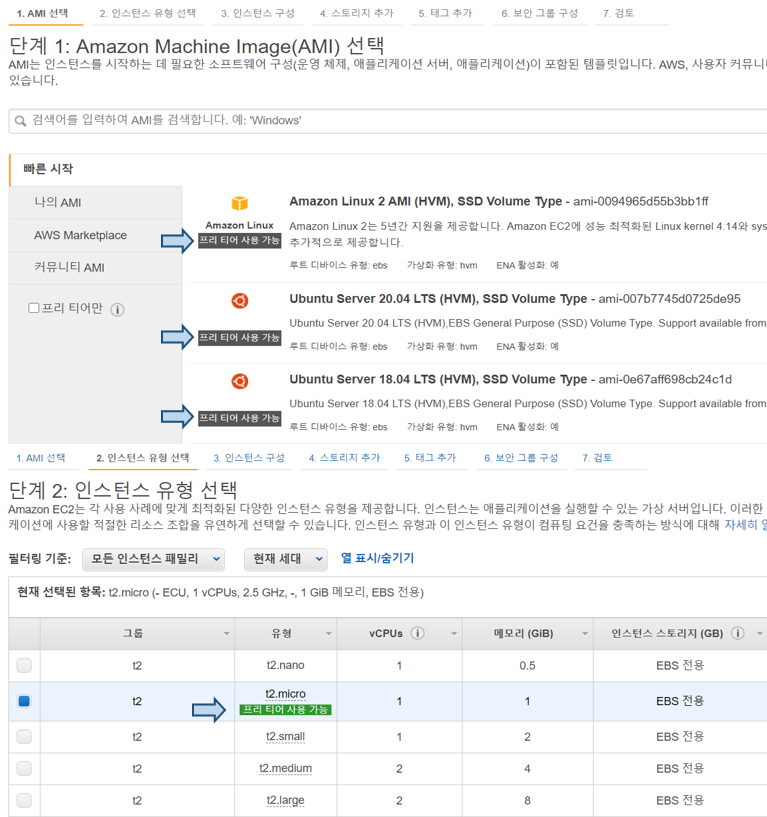 1. AMI 선택 2. 인스턴스 유형 선택 3. 인스턴스 구성 4. 스토리지 추가 5. 태그 추가 6. 보안 그룹 구성 7. 검토
단계 1: Amazon Machine Image(AMI) 선택
AMI는 인스턴스를 시작하는 데 필요한 소프트웨어 구성(운영 체제, 애플리케이션 서버, 애플리케이션)이 포함된 템플릿입니다. AWS, 사용자 커뮤니
있습니다.
검색어를 입력하여 AMI를 검색합니다. 예: 'Windows'
빠른 시작
나의 AMI
AWS Marketplace
커뮤니티 AMI
프리 티어만
Amazon Linux
프리 티어 사용 가능
Amazon Linux 2 AMI (HVM), SSD Volume Type - ami-0094965d55b3bb1ff
Amazon Linux 2는 5년간 지원을 제공합니다. Amazon EC2에 성능 최적화된 Linux kernel 4.14와 sys
추가적으로 제공합니다.
루트 디바이스 유형: ebs 가상화 유형: hvm ENA 활성화: 예
프리 티어 사용 가능
Ubuntu Server 20.04 LTS (HVM), SSD Volume Type - ami-007b7745d0725de95
Ubuntu Server 20.04 LTS (HVM),EBS General Purpose (SSD) Volume Type. Support available from
루트 디바이스 유형: ebs 가상화 유형: hvm ENA 활성화: 예
프리 티어 사용 가능
Ubuntu Server 18.04 LTS (HVM), SSD Volume Type - ami-0e67aff698cb24c1d
Ubuntu Server 18.04 LTS (HVM),EBS General Purpose (SSD) Volume Type. Support available from
루트 디바이스 유형: ebs 가상화 유형: hvm ENA 활성화: 예
1. AMI 선택 2. 인스턴스 유형 선택 3. 인스턴스 구성 4. 스토리지 추가 5. 태그 추가 6. 보안 그룹 구성 7. 검토
단계 2: 인스턴스 유형 선택
Amazon EC2는 각 사용 사례에 맞게 최적화된 다양한 인스턴스 유형을 제공합니다. 인스턴스는 애플리케이션을 실행할 수 있는 가상 서버입니다. 이러한
케이션에 사용할 적절한 리소스 조합을 유연하게 선택할 수 있습니다. 인스턴스 유형과 이 인스턴스 유형이 컴퓨팅 요건을 충족하는 방식에 대해 자세히
필터링 기준: 모든 인스턴스 패밀리 현재 세대 열 표시/숨기기
현재 선택된 항목: t2.micro (- ECU, 1 vCPUs, 2.5 GHz, -, 1 GiB 메모리, EBS 전용)
그룹 유형 vCPUs 메모리 (GiB) 인스턴스 스토리지 (GB)
t2 t2.nano 1 0.5 EBS 전용
t2 t2.micro 1 1 EBS 전용
프리 티어 사용 가능
t2 t2.small 1 2 EBS 전용
t2 t2.medium 2 4 EBS 전용
t2 t2.large 2 8 EBS 전용